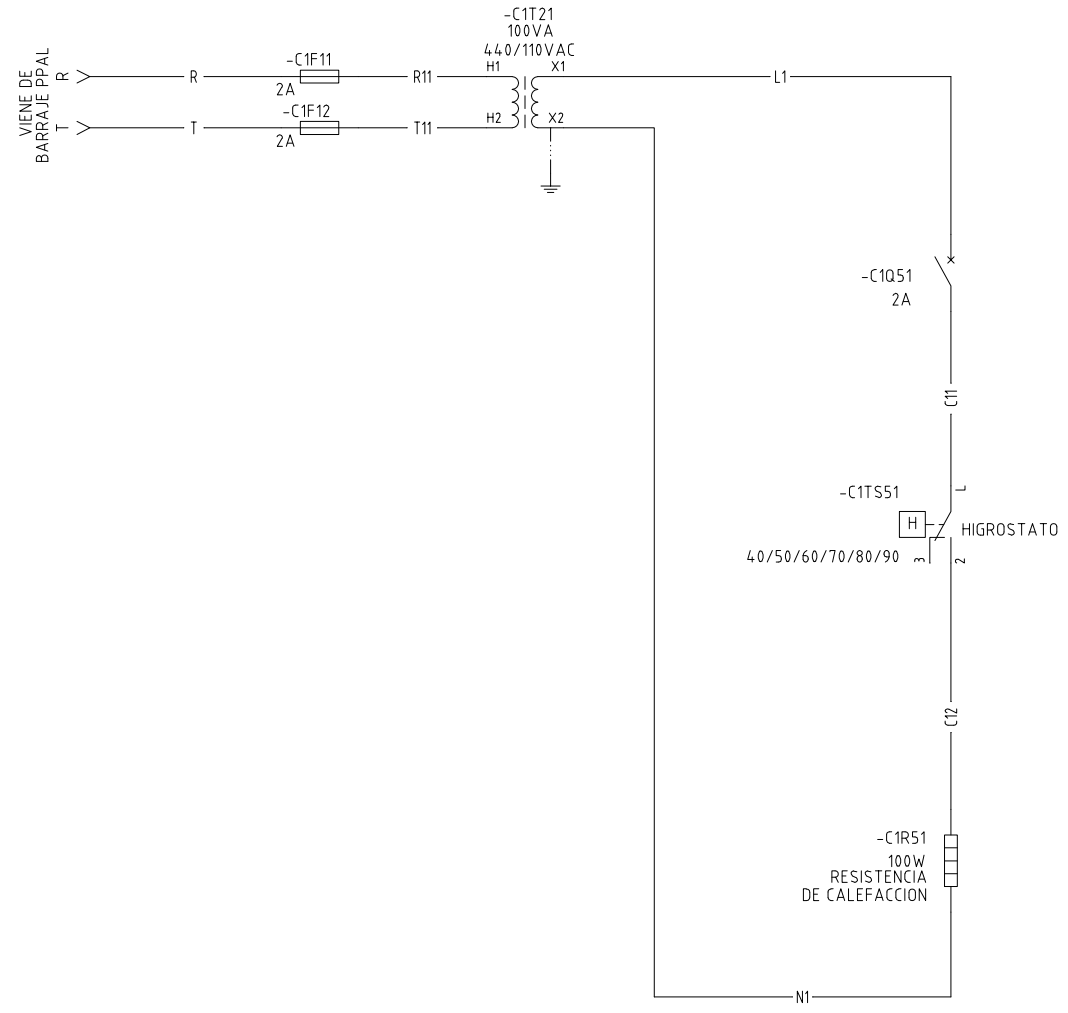 -C1T21
100VA
440/110VAC
VIENE DE
BARRAJE PPAL
R
T
R
-C1F11
2A
R11
H1
X1
L1
T
-C1F12
2A
T11
H2
X2
-C1Q51
2A
C11
-C1TS51
L
H
HIGROSTATO
40/50/60/70/80/90
3
2
C12
-C1R51
100W
RESISTENCIA
DE CALEFACCION
N1